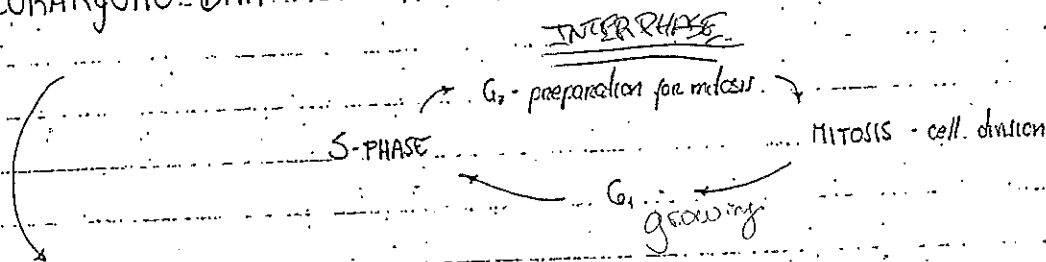 INTERPHASE
G₂ - preparation for mitosis.
S-PHASE
MITOSIS - cell. division
G₁
growing